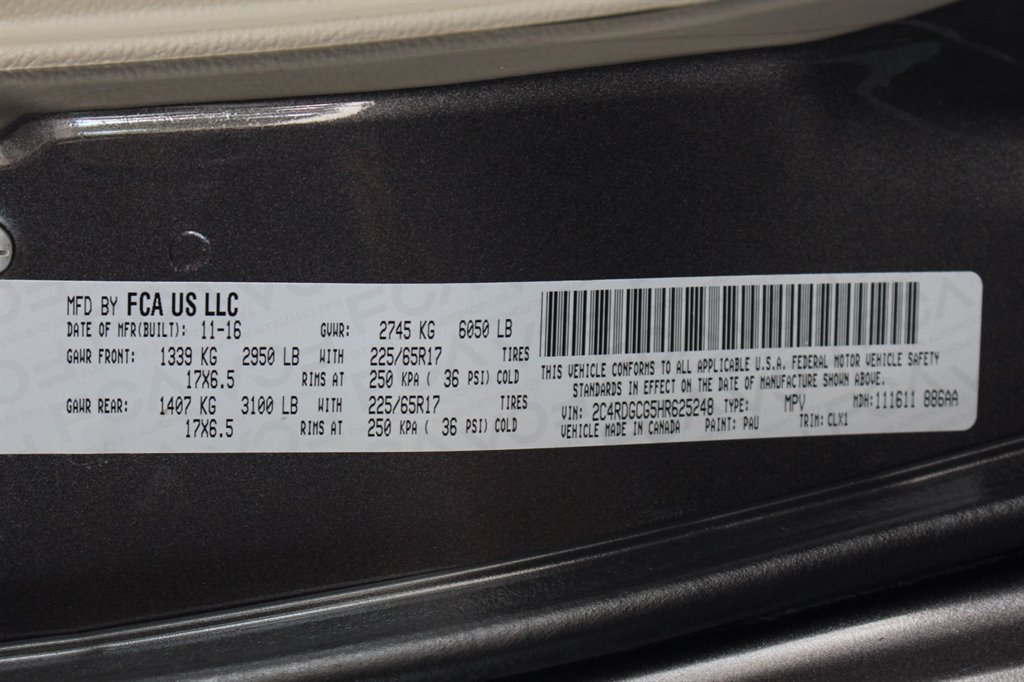 MFD BY FCA US LLC
DATE OF MFR(BUILT): 11-16 GVWR: 2745 KG 6050 LB
GAWR FRONT: 1339 KG 2950 LB WITH 225/65R17 TIRES
17X6.5 RIMS AT 250 KPA ( 36 PSI) COLD
GAWR REAR: 1407 KG 3100 LB WITH 225/65R17 TIRES
17X6.5 RIMS AT 250 KPA ( 36 PSI) COLD
THIS VEHICLE CONFORMS TO ALL APPLICABLE U.S.A. FEDERAL MOTOR VEHICLE SAFETY
STANDARDS IN EFFECT ON THE DATE OF MANUFACTURE SHOWN ABOVE.
VIN: 2C4RDGCG5HR625248 TYPE: MPV MDH: 111611 886AA
VEHICLE MADE IN CANADA PAINT: PAU TRIM: CLX1